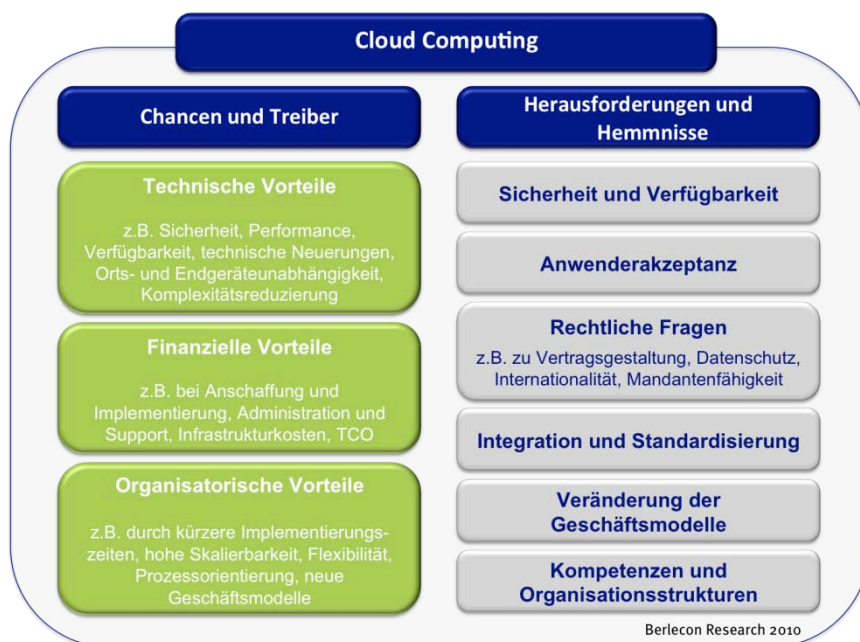 Cloud Computing
Chancen und Treiber
Technische Vorteile
z.B. Sicherheit, Performance,
Verfügbarkeit, technische Neuerungen,
Orts- und Endgeräteunabhängigkeit,
Komplexitätsreduzierung
Finanzielle Vorteile
z.B. bei Anschaffung und
Implementierung, Administration und
Support, Infrastrukturkosten, TCO
Organisatorische Vorteile
z.B. durch kürzere Implementierungs-
zeiten, hohe Skalierbarkeit, Flexibilität,
Prozessorientierung, neue
Geschäftsmodelle
Herausforderungen und
Hemmnisse
Sicherheit und Verfügbarkeit
Anwenderakzeptanz
Rechtliche Fragen
z.B. zu Vertragsgestaltung, Datenschutz,
Internationalität, Mandantenfähigkeit
Integration und Standardisierung
Veränderung der
Geschäftsmodelle
Kompetenzen und
Organisationsstrukturen
Berlecon Research 2010